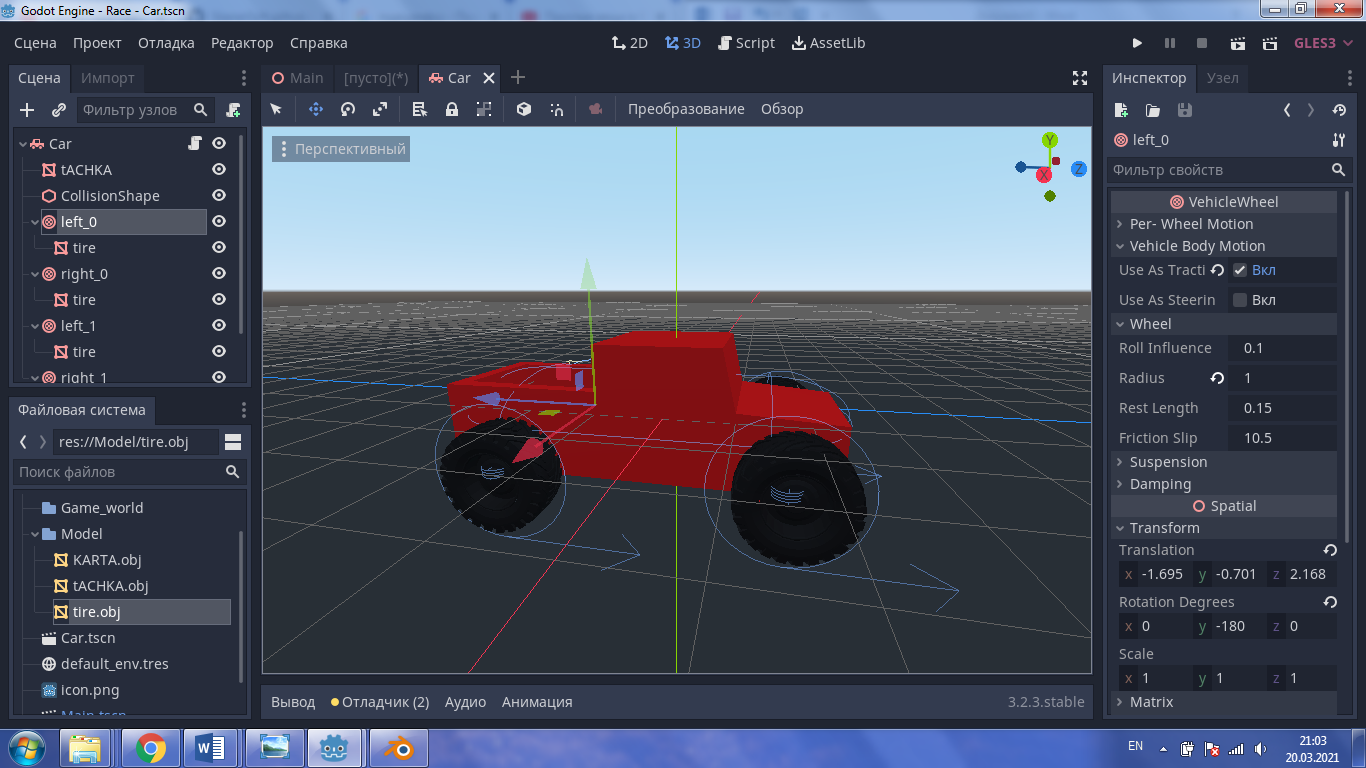 Godot Engine - Race - Car.tscn
Сцена Проект Отладка Редактор Справка
2D 3D Script AssetLib
GLES3
Сцена Импорт
Фильтр узлов
Car
tACHKA
CollisionShape
left_0
tire
right_0
tire
left_1
tire
right_1
Файловая система
res://Model/tire.obj
Поиск файлов
Game_world
Model
KARTA.obj
tACHKA.obj
tire.obj
Car.tscn
default_env.tres
icon.png
Main.tscn
Main [пусто](*) Car
Преобразование Обзор
Перспективный
Y
Z
X
Вывод Отладчик (2) Аудио Анимация 3.2.3.stable
Инспектор Узел
left_0
Фильтр свойств
VehicleWheel
Per- Wheel Motion
Vehicle Body Motion
Use As Tracti Вкл
Use As Steerin Вкл
Wheel
Roll Influence 0.1
Radius 1
Rest Length 0.15
Friction Slip 10.5
Suspension
Damping
Spatial
Transform
Translation
x -1.695 y -0.701 z 2.168
Rotation Degrees
x 0 y -180 z 0
Scale
x 1 y 1 z 1
Matrix
EN
21:03
20.03.2021